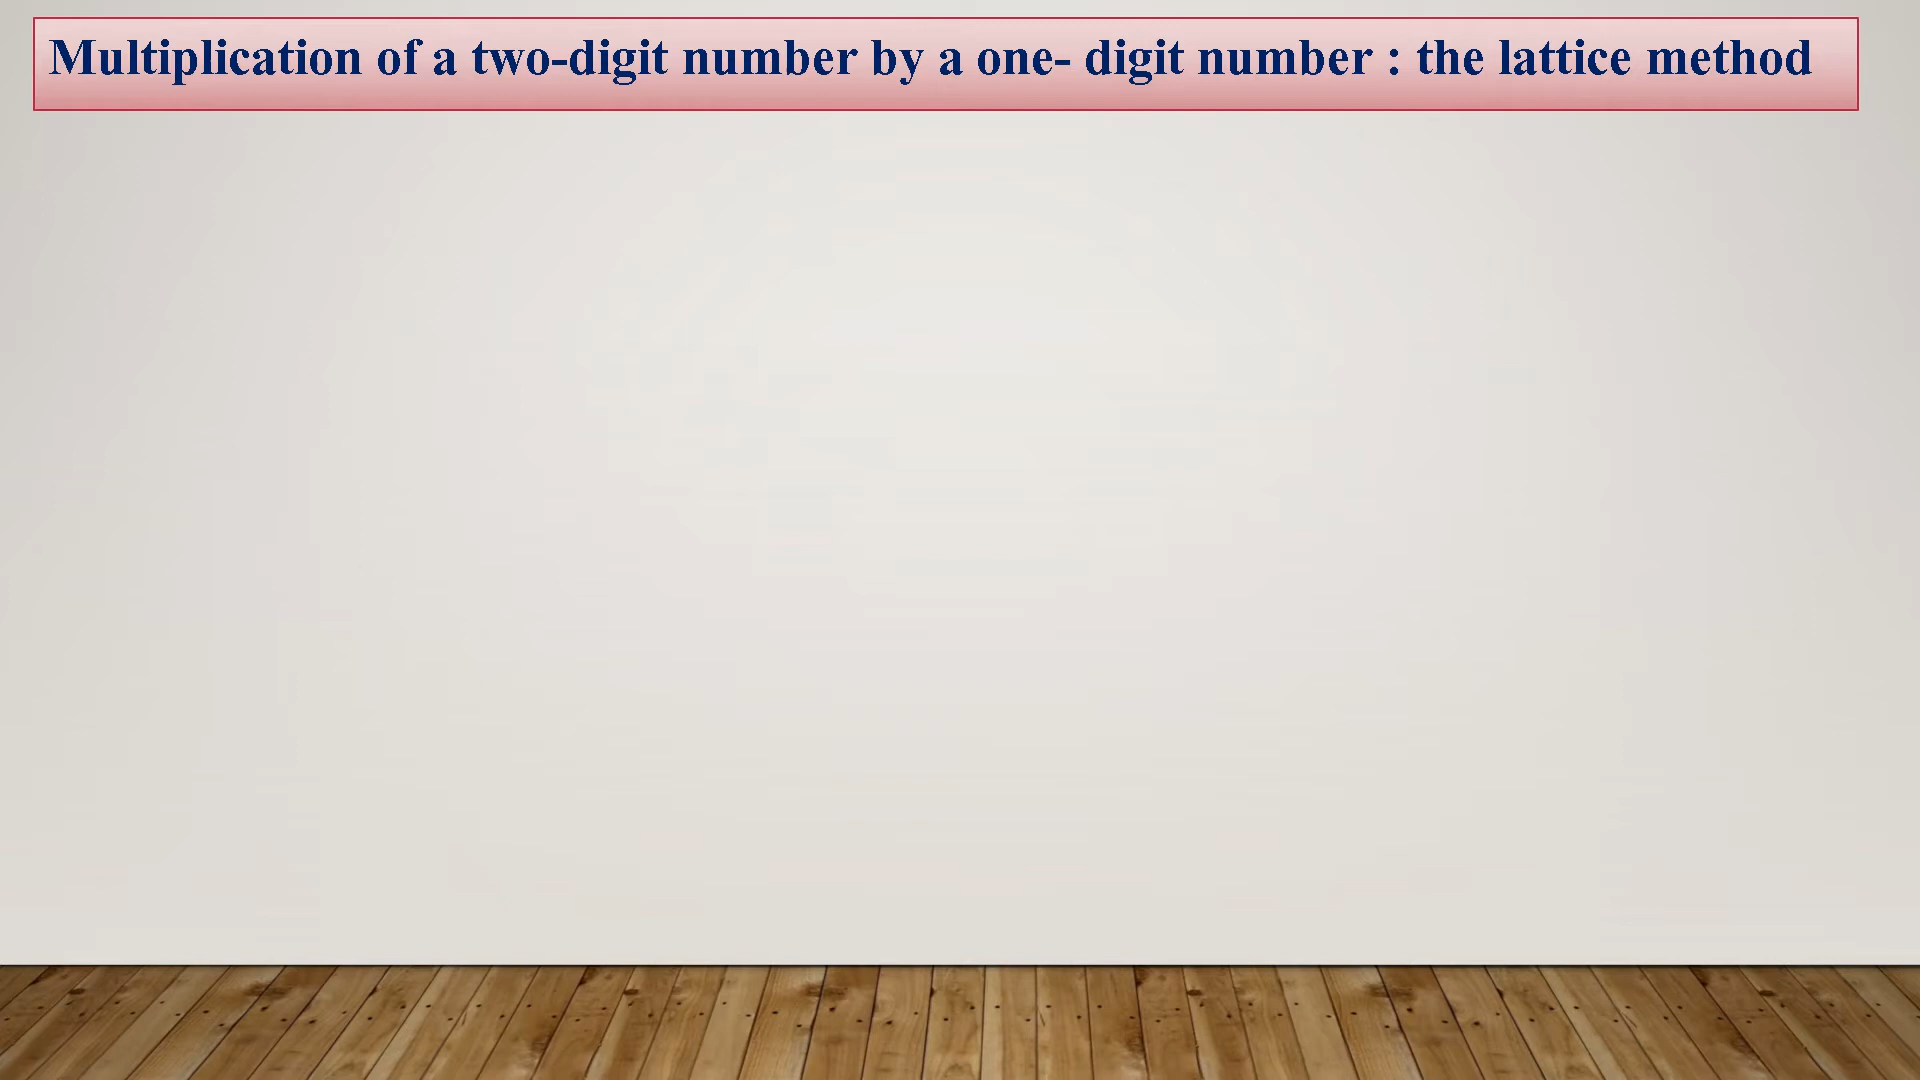 Multiplication of a two-digit number by a one- digit number : the lattice method